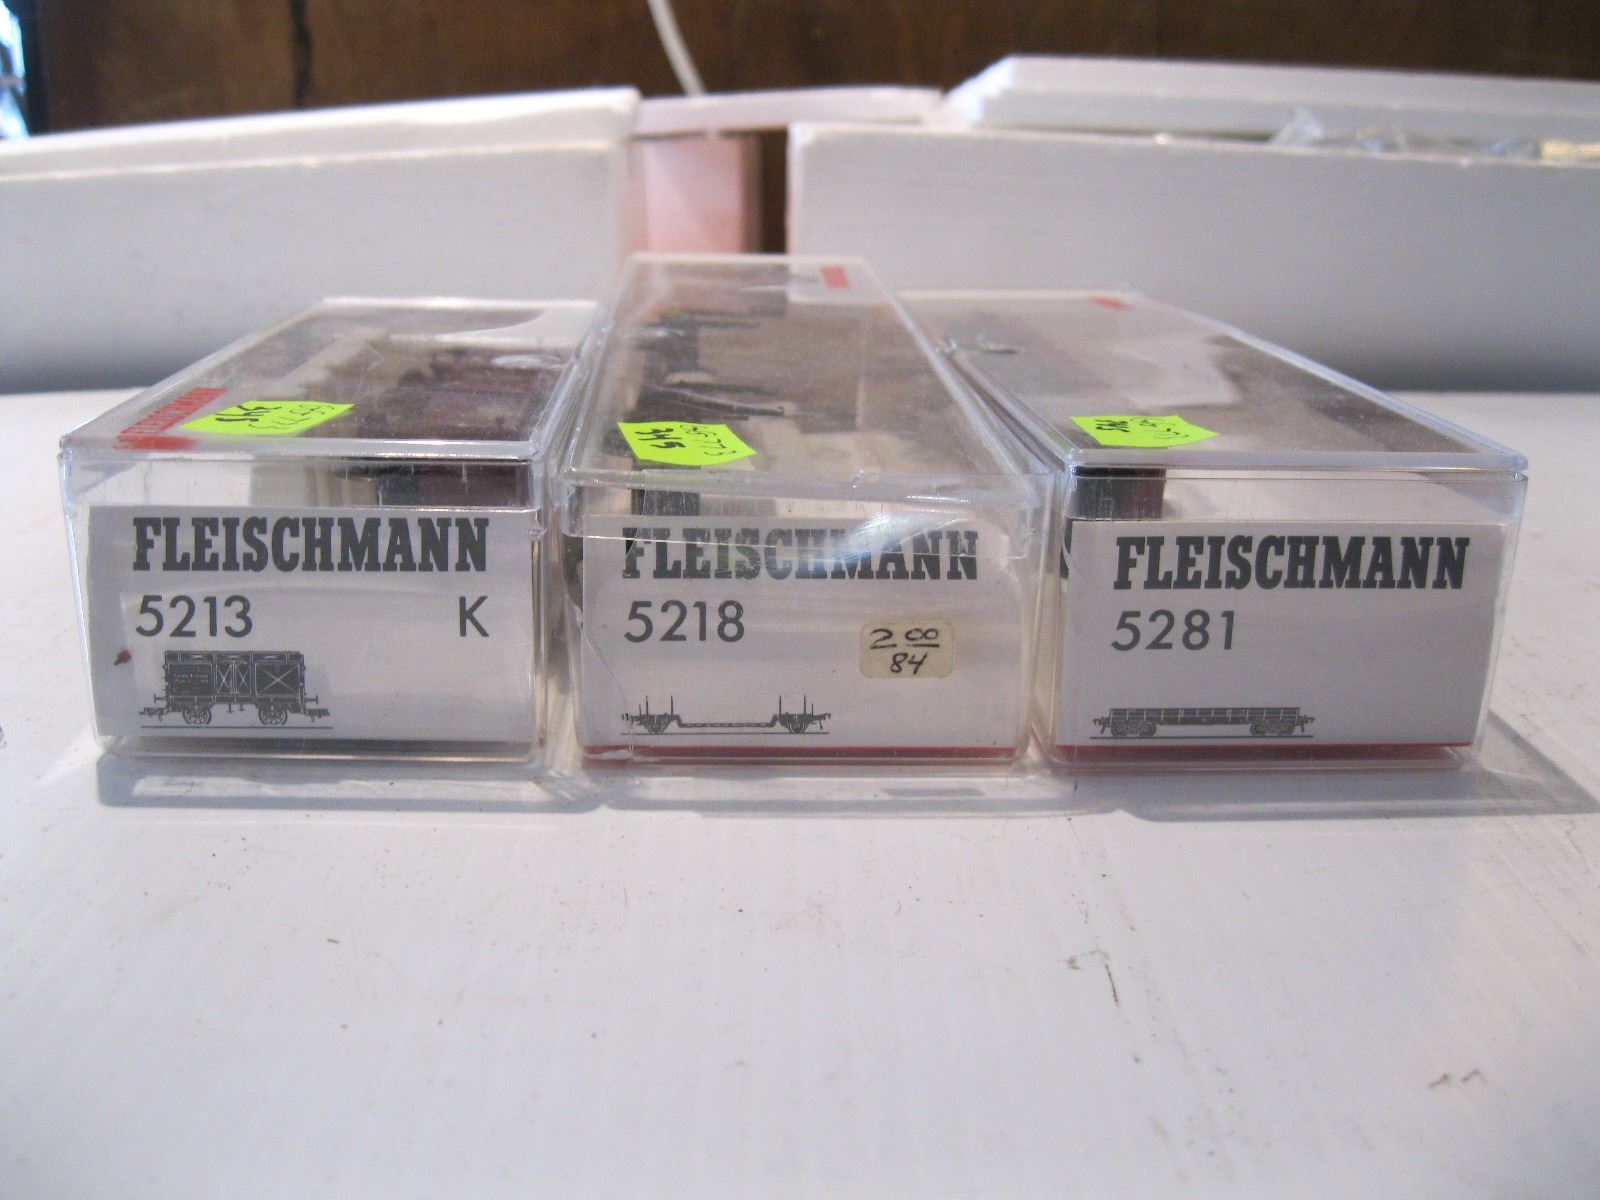 FLEISCHMANN
5213 K
FLEISCHMANN
5218
2 00
84
FLEISCHMANN
5281